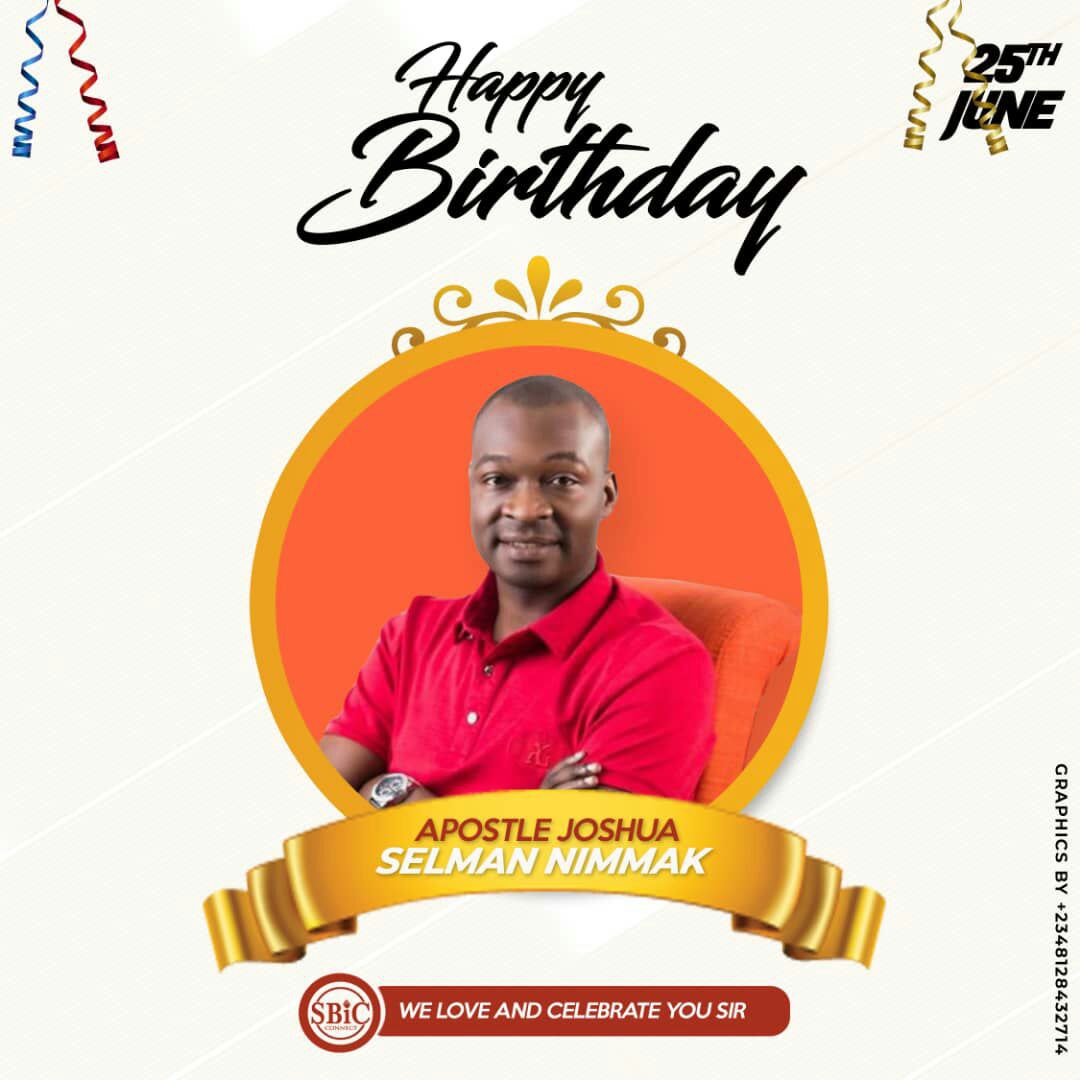 Happy
Birthday
25TH
JUNE
APOSTLE JOSHUA
SELMAN NIMMAK
SBiC
CONNECT
WE LOVE AND CELEBRATE YOU SIR
GRAPHICS BY +2348128432714